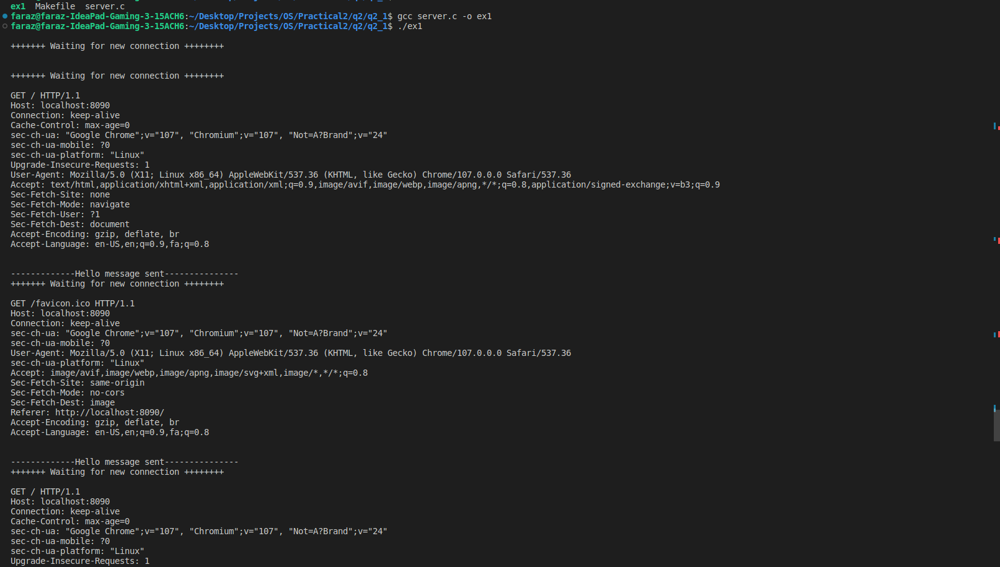 ex1  Makefile  server.c
faraz@faraz-IdeaPad-Gaming-3-15ACH6:~/Desktop/Projects/OS/Practical2/q2/q2_1$ gcc server.c -o ex1
faraz@faraz-IdeaPad-Gaming-3-15ACH6:~/Desktop/Projects/OS/Practical2/q2/q2_1$ ./ex1
+++++++ Waiting for new connection ++++++++
+++++++ Waiting for new connection ++++++++
GET / HTTP/1.1
Host: localhost:8090
Connection: keep-alive
Cache-Control: max-age=0
sec-ch-ua: "Google Chrome";v="107", "Chromium";v="107", "Not=A?Brand";v="24"
sec-ch-ua-mobile: ?0
sec-ch-ua-platform: "Linux"
Upgrade-Insecure-Requests: 1
User-Agent: Mozilla/5.0 (X11; Linux x86_64) AppleWebKit/537.36 (KHTML, like Gecko) Chrome/107.0.0.0 Safari/537.36
Accept: text/html,application/xhtml+xml,application/xml;q=0.9,image/avif,image/webp,image/apng,*/*;q=0.8,application/signed-exchange;v=b3;q=0.9
Sec-Fetch-Site: none
Sec-Fetch-Mode: navigate
Sec-Fetch-User: ?1
Sec-Fetch-Dest: document
Accept-Encoding: gzip, deflate, br
Accept-Language: en-US,en;q=0.9,fa;q=0.8
-------------Hello message sent---------------
+++++++ Waiting for new connection ++++++++
GET /favicon.ico HTTP/1.1
Host: localhost:8090
Connection: keep-alive
sec-ch-ua: "Google Chrome";v="107", "Chromium";v="107", "Not=A?Brand";v="24"
sec-ch-ua-mobile: ?0
User-Agent: Mozilla/5.0 (X11; Linux x86_64) AppleWebKit/537.36 (KHTML, like Gecko) Chrome/107.0.0.0 Safari/537.36
sec-ch-ua-platform: "Linux"
Accept: image/avif,image/webp,image/apng,image/svg+xml,image/*,*/*;q=0.8
Sec-Fetch-Site: same-origin
Sec-Fetch-Mode: no-cors
Sec-Fetch-Dest: image
Referer: http://localhost:8090/
Accept-Encoding: gzip, deflate, br
Accept-Language: en-US,en;q=0.9,fa;q=0.8
-------------Hello message sent---------------
+++++++ Waiting for new connection ++++++++
GET / HTTP/1.1
Host: localhost:8090
Connection: keep-alive
Cache-Control: max-age=0
sec-ch-ua: "Google Chrome";v="107", "Chromium";v="107", "Not=A?Brand";v="24"
sec-ch-ua-mobile: ?0
sec-ch-ua-platform: "Linux"
Upgrade-Insecure-Requests: 1